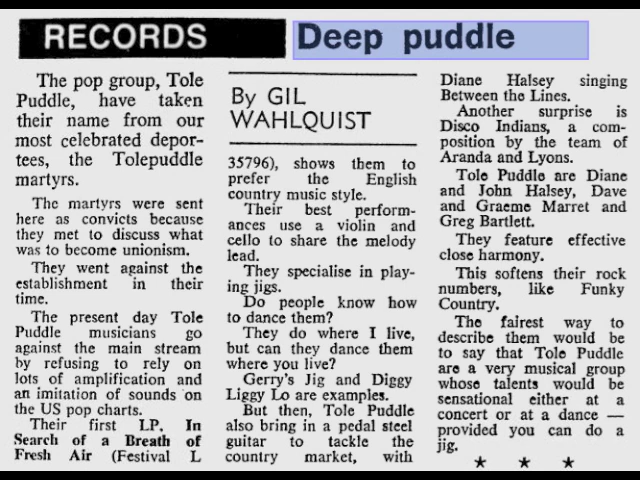 RECORDS
Deep puddle
The pop group, Tole
Puddle, have taken
their name from our
most celebrated depor-
tees, the Tolepuddle
martyrs.
The martyrs were sent
here as convicts because
they met to discuss what
was to become unionism.
They went against the
establishment in their
time.
The present day Tole
Puddle musicians go
against the main stream
by refusing to rely on
lots of amplification and
an imitation of sounds on
the US pop charts.
Their first LP, In
Search of a Breath of
Fresh Air (Festival L
By GIL
WAHLQUIST
35796), shows them to
prefer the English
country music style.
Their best perform-
ances use a violin and
cello to share the melody
lead.
They specialise in play-
ing jigs.
Do people know how
to dance them?
They do where I live,
but can they dance them
where you live?
Gerry's Jig and Diggy
Liggy Lo are examples.
But then, Tole Puddle
also bring in a pedal steel
guitar to tackle the
country market, with
Diane Halsey singing
Between the Lines.
Another surprise is
Disco Indians, a com-
position by the team of
Aranda and Lyons.
Tole Puddle are Diane
and John Halsey, Dave
and Graeme Marret and
Greg Bartlett.
They feature effective
close harmony.
This softens their rock
numbers, like Funky
Country.
The fairest way to
describe them would be
to say that Tole Puddle
are a very musical group
whose talents would be
sensational either at a
concert or at a dance —
provided you can do a
jig.
★ ★ ★